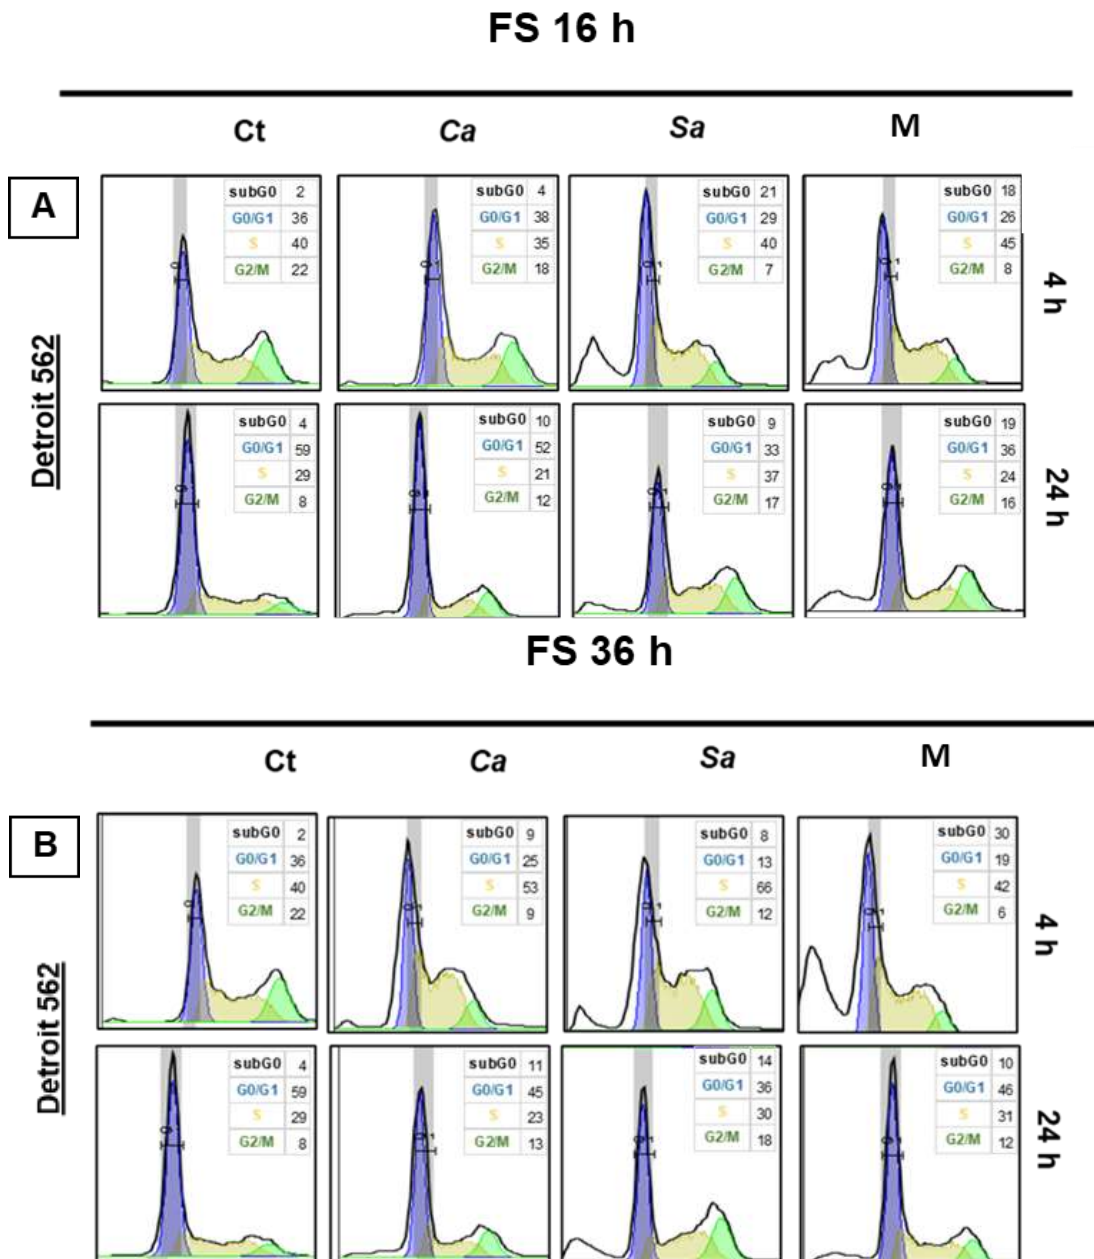 FS 16 h
Ct Ca Sa M
A
Detroit 562
subG0 2
G0/G1 36
S 40
G2/M 22
subG0 4
G0/G1 38
S 35
G2/M 18
subG0 21
G0/G1 29
S 40
G2/M 7
subG0 18
G0/G1 26
S 45
G2/M 8
4 h
subG0 4
G0/G1 59
S 29
G2/M 8
subG0 10
G0/G1 52
S 21
G2/M 12
subG0 9
G0/G1 33
S 37
G2/M 17
subG0 19
G0/G1 36
S 24
G2/M 16
24 h
FS 36 h
Ct Ca Sa M
B
Detroit 562
subG0 2
G0/G1 36
S 40
G2/M 22
subG0 9
G0/G1 25
S 53
G2/M 9
subG0 8
G0/G1 13
S 66
G2/M 12
subG0 30
G0/G1 19
S 42
G2/M 6
4 h
subG0 4
G0/G1 59
S 29
G2/M 8
subG0 11
G0/G1 45
S 23
G2/M 13
subG0 14
G0/G1 36
S 30
G2/M 18
subG0 10
G0/G1 46
S 31
G2/M 12
24 h